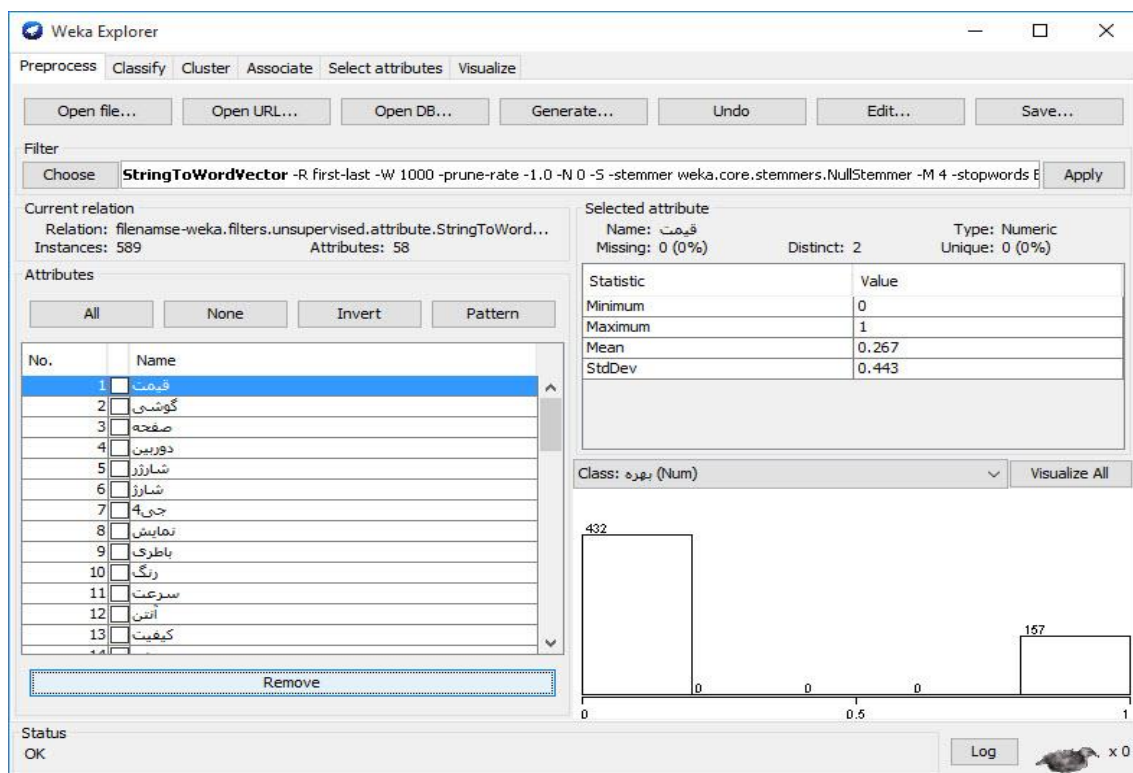 Weka Explorer
Preprocess Classify Cluster Associate Select attributes Visualize
Open file... Open URL... Open DB... Generate... Undo Edit... Save...
Filter
Choose StringToWordVector -R first-last -W 1000 -prune-rate -1.0 -N 0 -S -stemmer weka.core.stemmers.NullStemmer -M 4 -stopwords Apply
Current relation
Relation: filenamse-weka.filters.unsupervised.attribute.StringToWord...
Instances: 589 Attributes: 58
Attributes
All None Invert Pattern
No. Name
1 قیمت
2 گوشی
3 صفحه
4 دوربین
5 شارژر
6 شارژ
7 جی4
8 نمایش
9 باطری
10 رنگ
11 سرعت
12 آنتن
13 کیفیت
14
Remove
Selected attribute
Name: قیمت Type: Numeric
Missing: 0 (0%) Distinct: 2 Unique: 0 (0%)
Statistic Value
Minimum 0
Maximum 1
Mean 0.267
StdDev 0.443
Class: بهره (Num) Visualize All
432
157
0 0 0
0 0.5 1
Status
OK
Log x 0